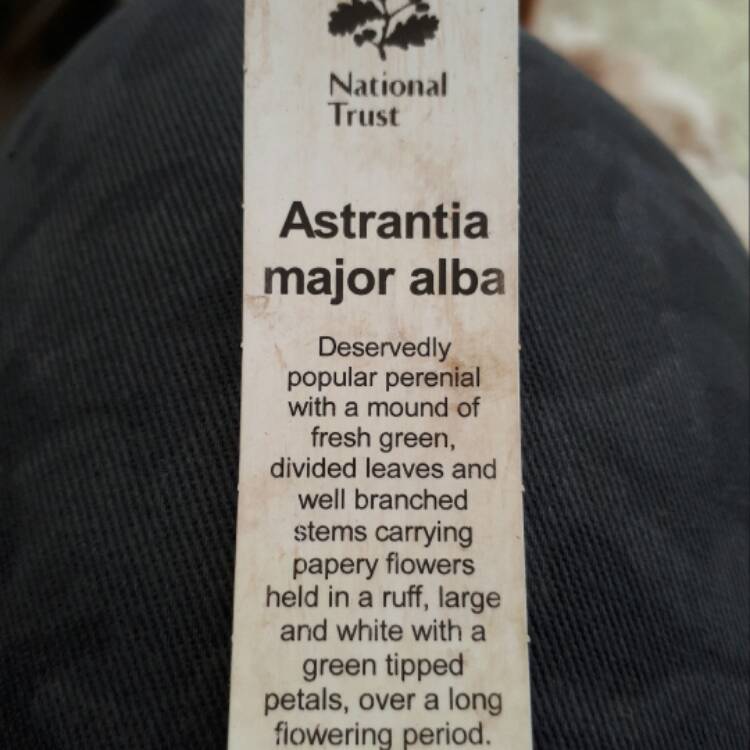 National
Trust
Astrantia
major alba
Deservedly
popular perenial
with a mound of
fresh green,
divided leaves and
well branched
stems carrying
papery flowers
held in a ruff, large
and white with a
green tipped
petals, over a long
flowering period.